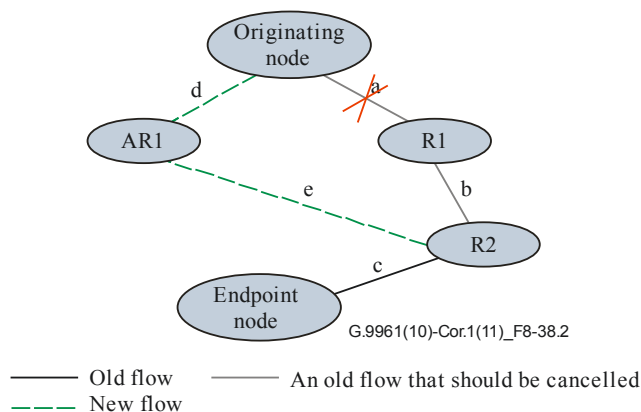 Originating
node
d
a
AR1
R1
e
b
R2
c
Endpoint
node
G.9961(10)-Cor.1(11)_F8-38.2
Old flow
An old flow that should be cancelled
New flow